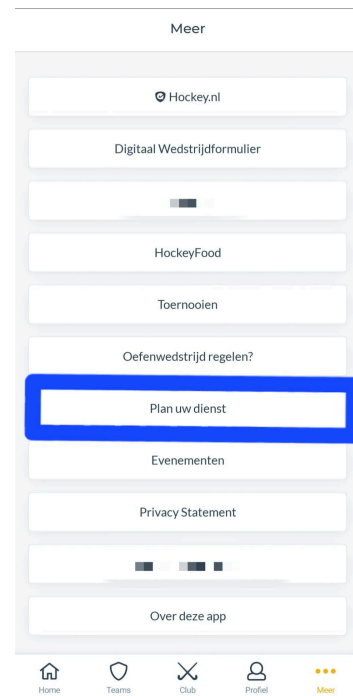 Meer
Hockey.nl
Digitaal Wedstrijdformulier
HockeyFood
Toernooien
Oefenwedstrijd regelen?
Plan uw dienst
Evenementen
Privacy Statement
Over deze app
Home Teams Club Profiel Meer